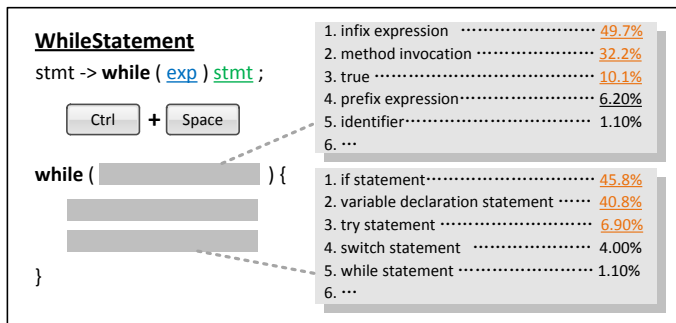 WhileStatement
stmt -> while ( exp ) stmt ;
Ctrl + Space
while ( ) {
}
1. infix expression ························ 49.7%
2. method invocation ·················· 32.2%
3. true ········································ 10.1%
4. prefix expression···················· 6.20%
5. identifier································ 1.10%
6. ···
1. if statement··························· 45.8%
2. variable declaration statement ······ 40.8%
3. try statement························· 6.90%
4. switch statement ···················· 4.00%
5. while statement ······················· 1.10%
6. ···